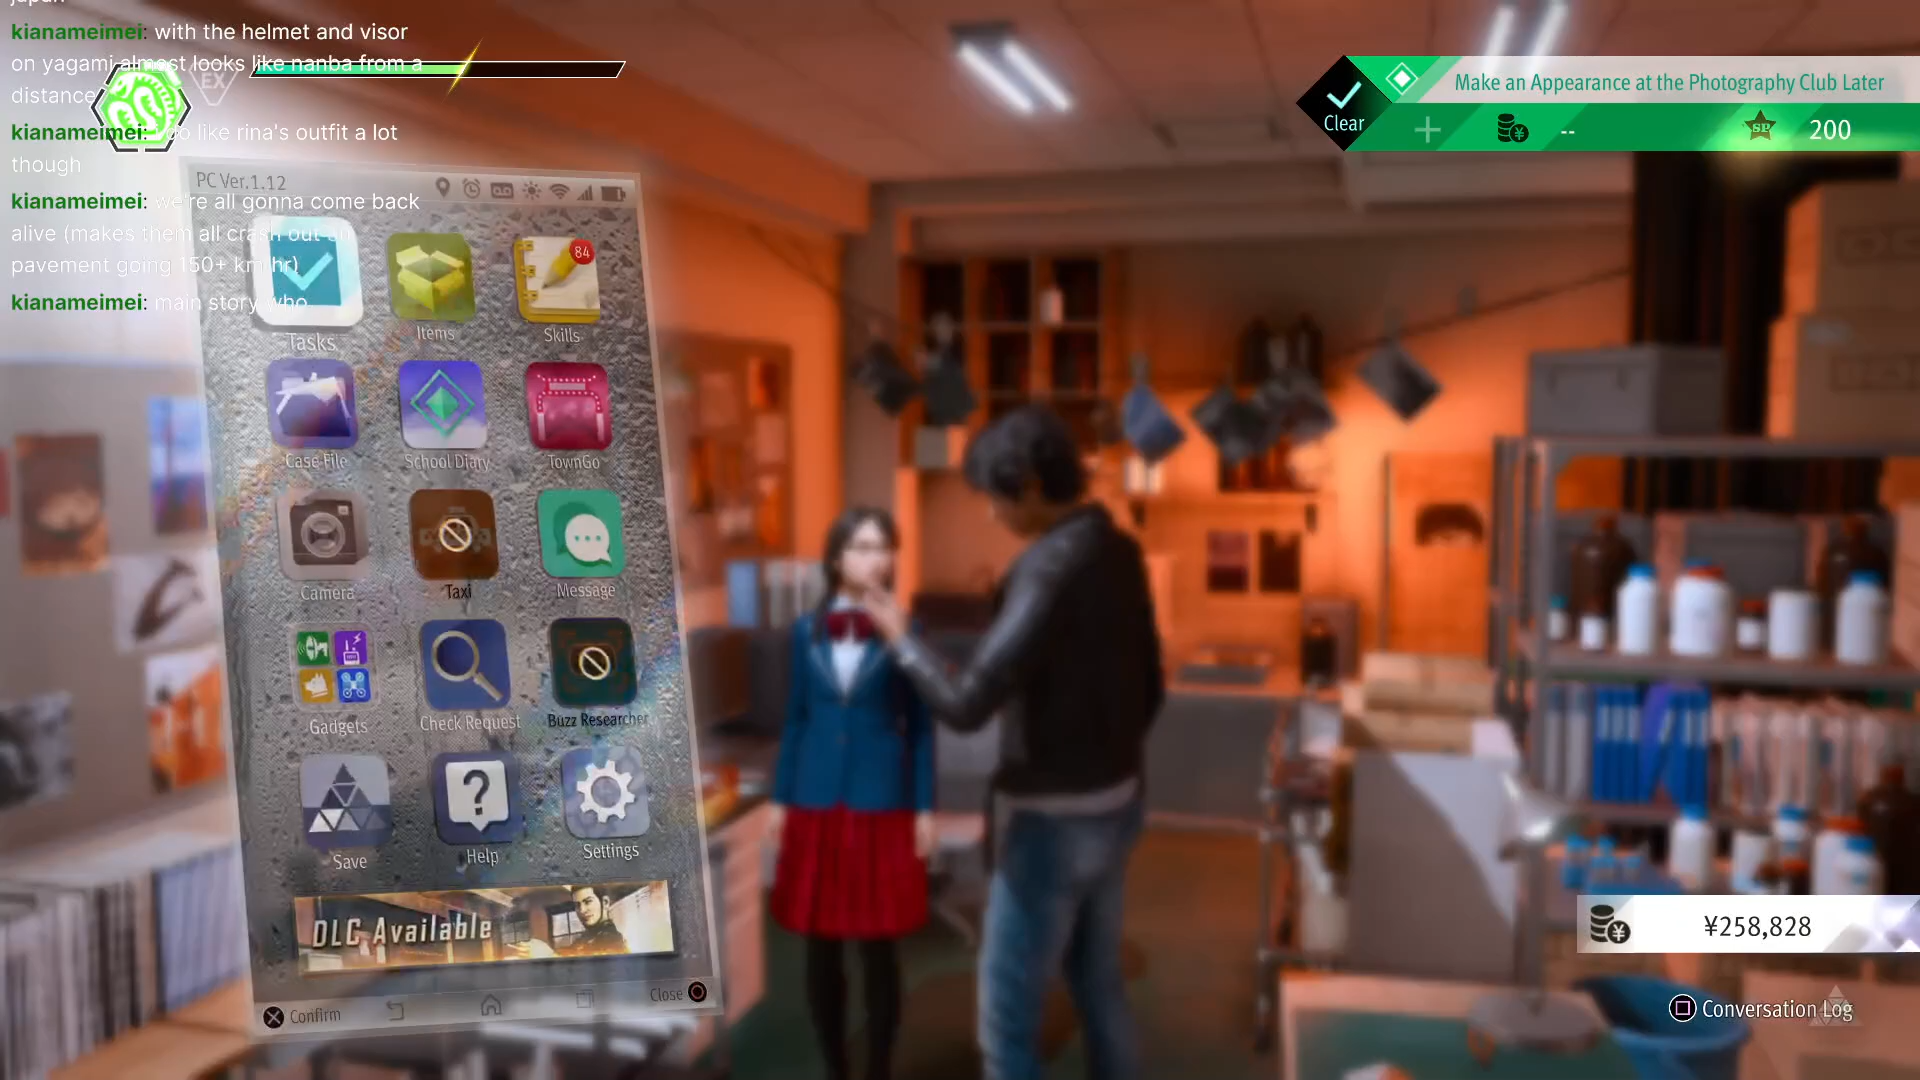 japan
kianameimei: with the helmet and visor
on yagami almost looks like nanba from a
distance
kianameimei: i do like rina's outfit a lot
though
kianameimei: we're all gonna come back
alive (makes them all crash out on
pavement going 150+ km/hr)
kianameimei: main story who
EX
Clear
Make an Appearance at the Photography Club Later
--
SP
200
PC Ver.1.12
84
Tasks
Items
Skills
Case File
School Diary
TownGo
Camera
Taxi
Message
Gadgets
Check Request
Buzz Researcher
Save
Help
Settings
DLC Available
Confirm
Close
¥258,828
Conversation Log